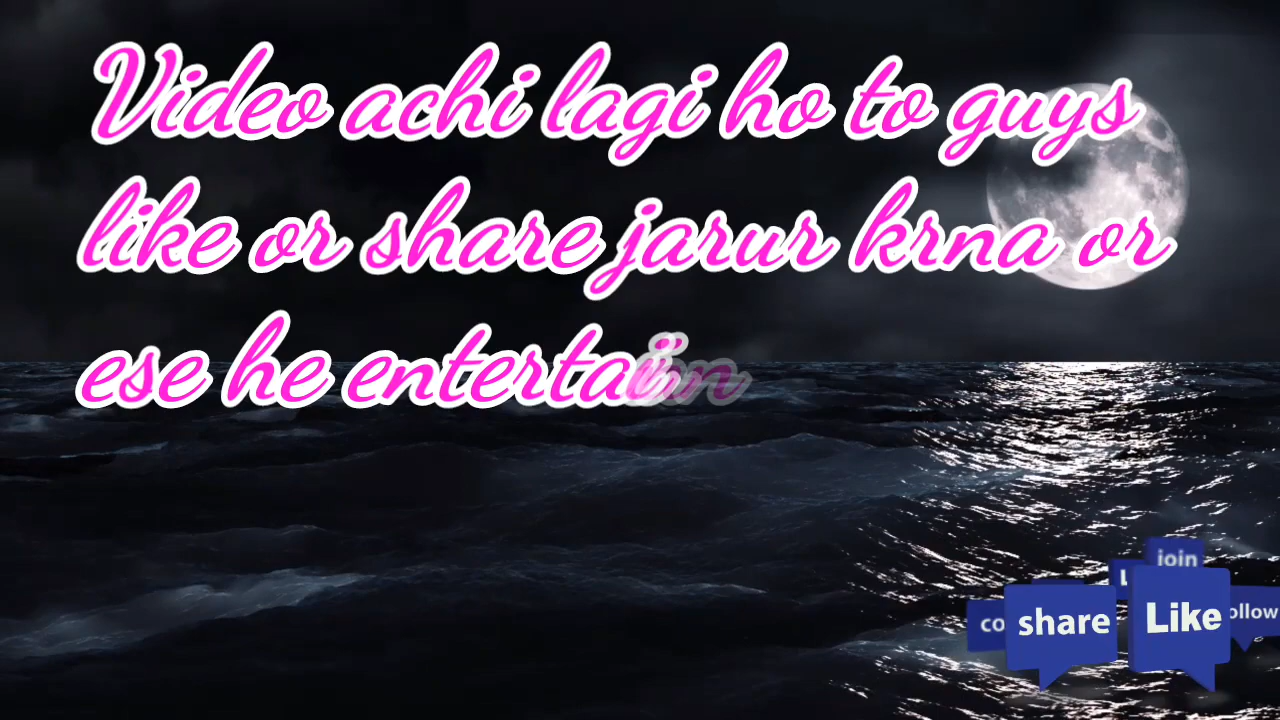 Video achi lagi ho to guys
like or share jarur krna or
ese he entertain
join
share
Like